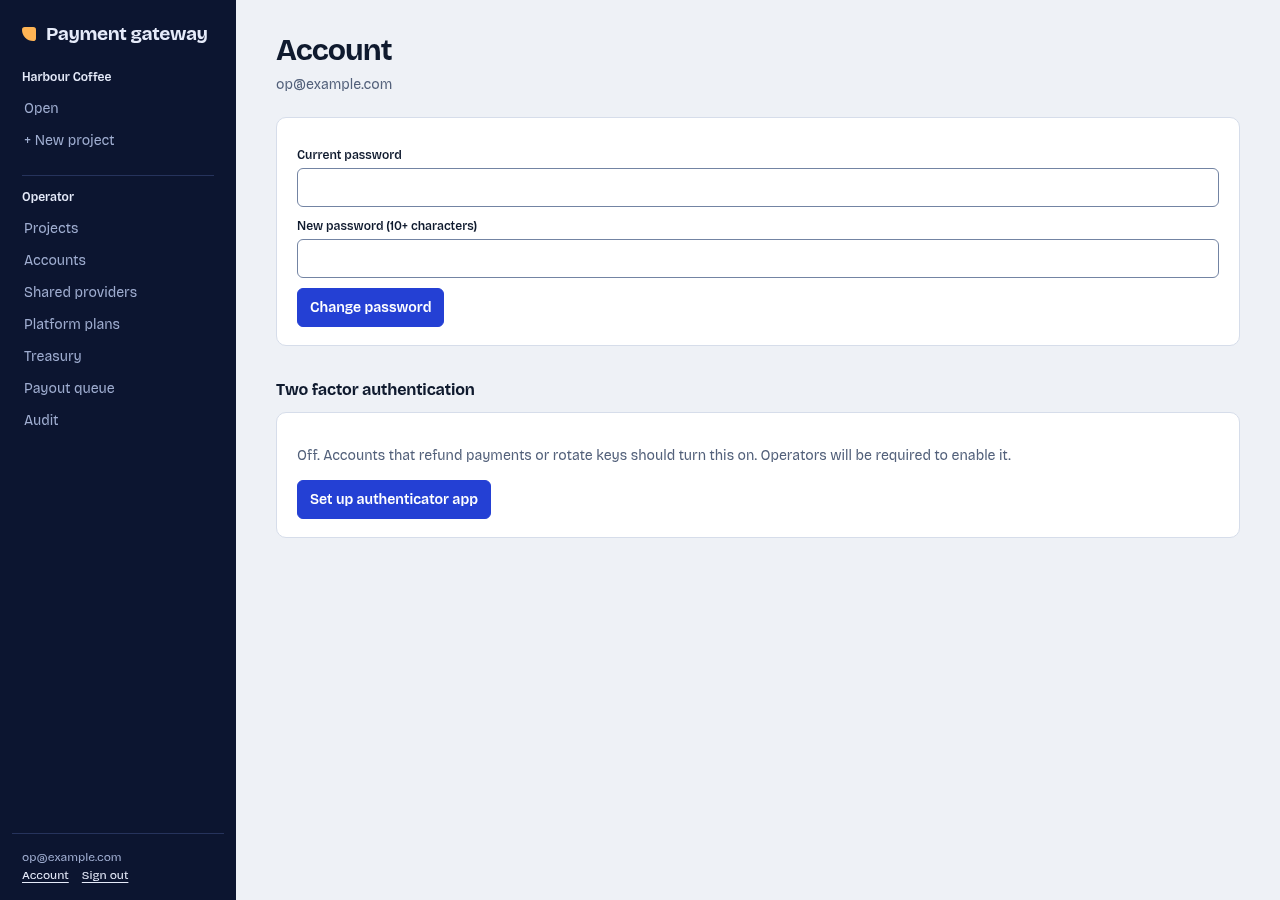 Payment gateway
Harbour Coffee
Open
+ New project
Operator
Projects
Accounts
Shared providers
Platform plans
Treasury
Payout queue
Audit
op@example.com
Account Sign out
Account
op@example.com
Current password
New password (10+ characters)
Change password
Two factor authentication
Off. Accounts that refund payments or rotate keys should turn this on. Operators will be required to enable it.
Set up authenticator app